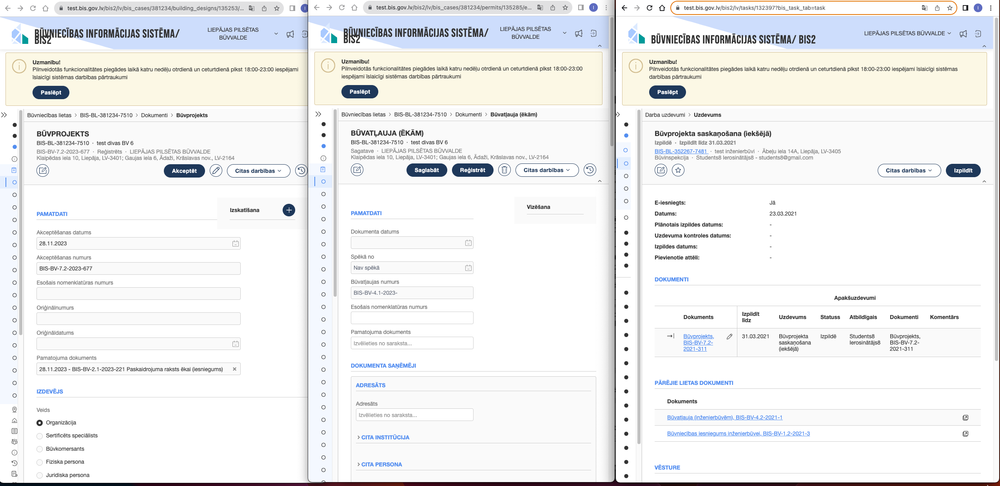 test.bis.gov.lv/bis2/lv/bis_cases/381234/building_designs/135253/...
I
BŪVNIECĪBAS INFORMĀCIJAS SISTĒMA/
BIS2
LIEPĀJAS PILSĒTAS
BŪVVALDE
Uzmanību!
Pilnveidotās funkcionalitātes piegādes laikā katru nedēļu otrdienā un ceturtdienā plkst 18:00-23:00 iespējami
īslaicīgi sistēmas darbības pārtraukumi
Paslēpt
Būvniecības lietas > BIS-BL-381234-7510 > Dokumenti > Būvprojekts
BŪVPROJEKTS
BIS-BL-381234-7510 · test divas BV 6
BIS-BV-7.2-2023-677 · Reģistrēts · LIEPĀJAS PILSĒTAS BŪVVALDE
Klaipēdas iela 10, Liepāja, LV-3401; Gaujas iela 6, Ādaži, Krāslavas nov., LV-2164
Akceptēt
Citas darbības
Izskatīšana
PAMATDATI
Akceptēšanas datums
28.11.2023
Akceptēšanas numurs
BIS-BV-7.2-2023-677
Esošais nomenklatūras numurs
Oriģinālnumurs
Oriģināldatums
Pamatojuma dokuments
28.11.2023 - BIS-BV-2.1-2023-221 Paskaidrojuma raksts ēkai (iesniegums)
IZDEVĒJS
Veids
Organizācija
Sertificēts speciālists
Būvkomersants
Fiziska persona
Juridiska persona
test.bis.gov.lv/bis2/lv/bis_cases/381234/permits/135285/e...
I
BŪVNIECĪBAS INFORMĀCIJAS SISTĒMA/
BIS2
LIEPĀJAS PILSĒTAS
BŪVVALDE
Uzmanību!
Pilnveidotās funkcionalitātes piegādes laikā katru nedēļu otrdienā un ceturtdienā plkst 18:00-23:00
iespējami īslaicīgi sistēmas darbības pārtraukumi
Paslēpt
Būvniecības lietas > BIS-BL-381234-7510 > Dokumenti > Būvatļauja (ēkām)
BŪVATĻAUJA (ĒKĀM)
BIS-BL-381234-7510 · test divas BV 6
Sagatave · LIEPĀJAS PILSĒTAS BŪVVALDE
Klaipēdas iela 10, Liepāja, LV-3401; Gaujas iela 6, Ādaži, Krāslavas nov., LV-2164
Saglabāt
Reģistrēt
Citas darbības
Vizēšana
PAMATDATI
Dokumenta datums
Spēkā no
Nav spēkā
Būvatļaujas numurs
BIS-BV-4.1-2023-
Esošais nomenklatūras numurs
Pamatojuma dokuments
Izvēlieties no saraksta...
DOKUMENTA SAŅĒMĒJI
ADRESĀTS
Adresāts
Izvēlieties no saraksta...
> CITA INSTITŪCIJA
> CITA PERSONA
test.bis.gov.lv/bis2/lv/tasks/132397?bis_task_tab=task
I
BŪVNIECĪBAS INFORMĀCIJAS SISTĒMA/ BIS2
LIEPĀJAS PILSĒTAS BŪVVALDE
Uzmanību!
Pilnveidotās funkcionalitātes piegādes laikā katru nedēļu otrdienā un ceturtdienā plkst 18:00-23:00 iespējami īslaicīgi sistēmas
darbības pārtraukumi
Paslēpt
Darba uzdevumi > Uzdevums
Būvprojekta saskaņošana (iekšējā)
Izpildē · Izpildīt līdz 31.03.2021
BIS-BL-352267-7481 · test inženierbūvi · Ābeļu iela 14A, Liepāja, LV-3405
Būvinspekcija · Students8 Ierosinātājs8 - students8@gmail.com
Citas darbības
Izpildīt
E-iesniegts: Jā
Datums: 23.03.2021
Plānotais izpildes datums: -
Uzdevuma kontroles datums: -
Izpildes datums: -
Pievienotie attēli: -
DOKUMENTI
Apakšuzdevumi
Dokuments Izpildīt līdz Uzdevums Statuss Atbildīgais Dokumenti Komentārs
Būvprojekts, 31.03.2021 Būvprojekta Izpildē Students8 Būvprojekts,
BIS-BV-7.2- saskaņošana Ierosinātājs8 BIS-BV-7.2-
2021-311 (iekšējā) 2021-311
PĀRĒJIE LIETAS DOKUMENTI
Dokuments
Būvatļauja (inženierbūvēm), BIS-BV-4.2-2021-1
Būvniecības iesniegums inženierbūvei, BIS-BV-1.2-2021-3
VĒSTURE